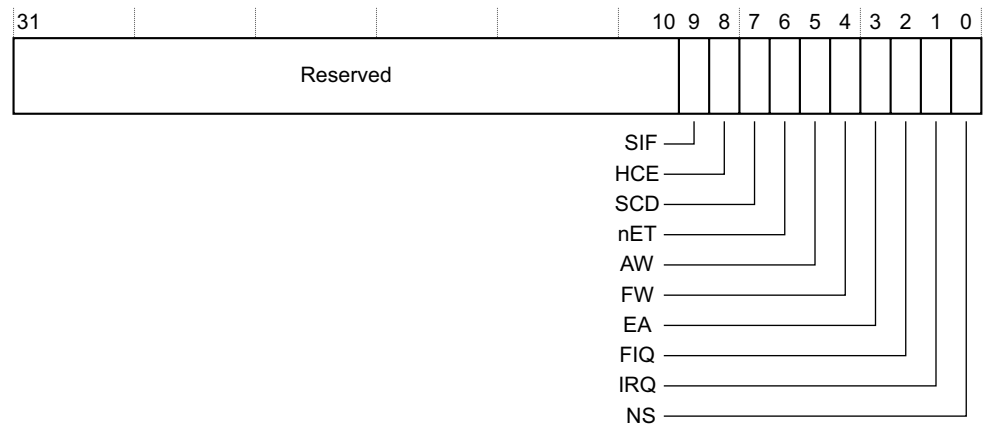 31 10 9 8 7 6 5 4 3 2 1 0
Reserved
SIF
HCE
SCD
nET
AW
FW
EA
FIQ
IRQ
NS